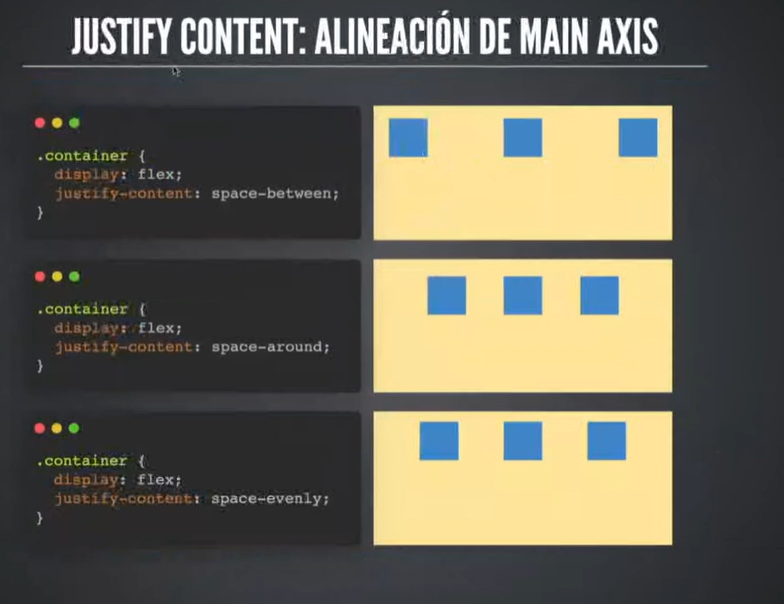 JUSTIFY CONTENT: ALINEACIÓN DE MAIN AXIS
.container {
display: flex;
justify-content: space-between;
}
.container {
display: flex;
justify-content: space-around;
}
.container {
display: flex;
justify-content: space-evenly;
}